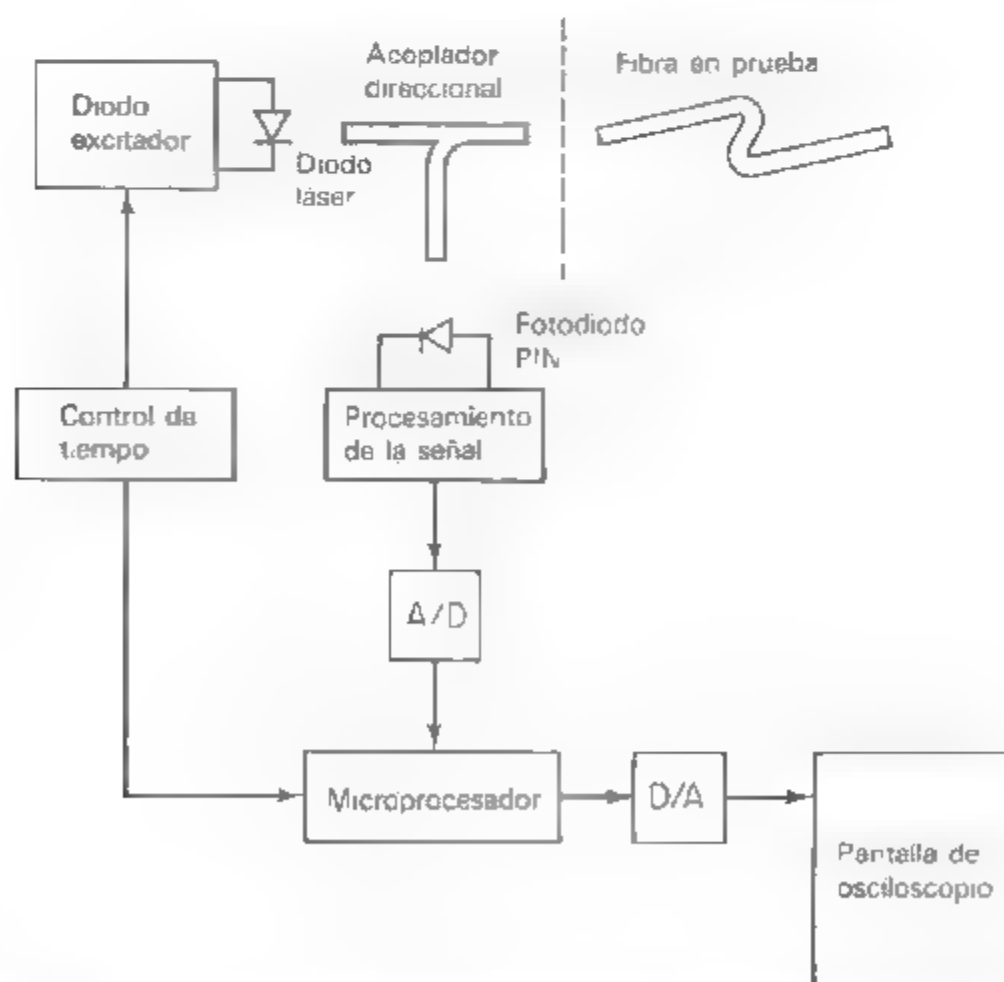 Diodo
excitador
Diodo
láser
Acoplador
direccional
Fibra en prueba
Fotodiodo
PIN
Control de
tiempo
Procesamiento
de la señal
A/D
Microprocesador
D/A
Pantalla de
osciloscopio